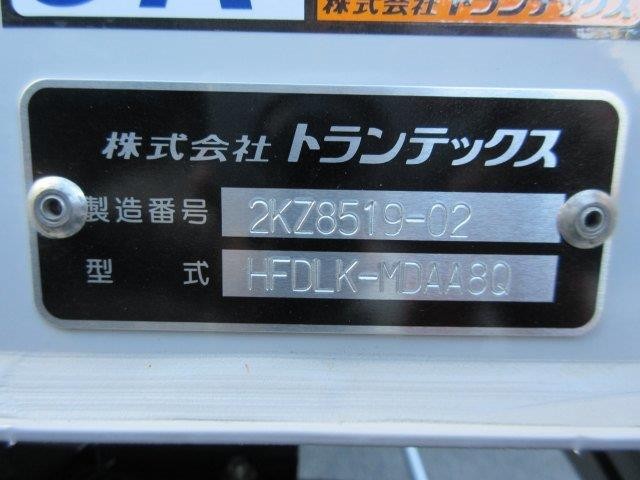 株式会社トランテックス
株式会社 トランテックス
製造番号 2KZ8519-02
型式 HFDLK-MDAA8Q